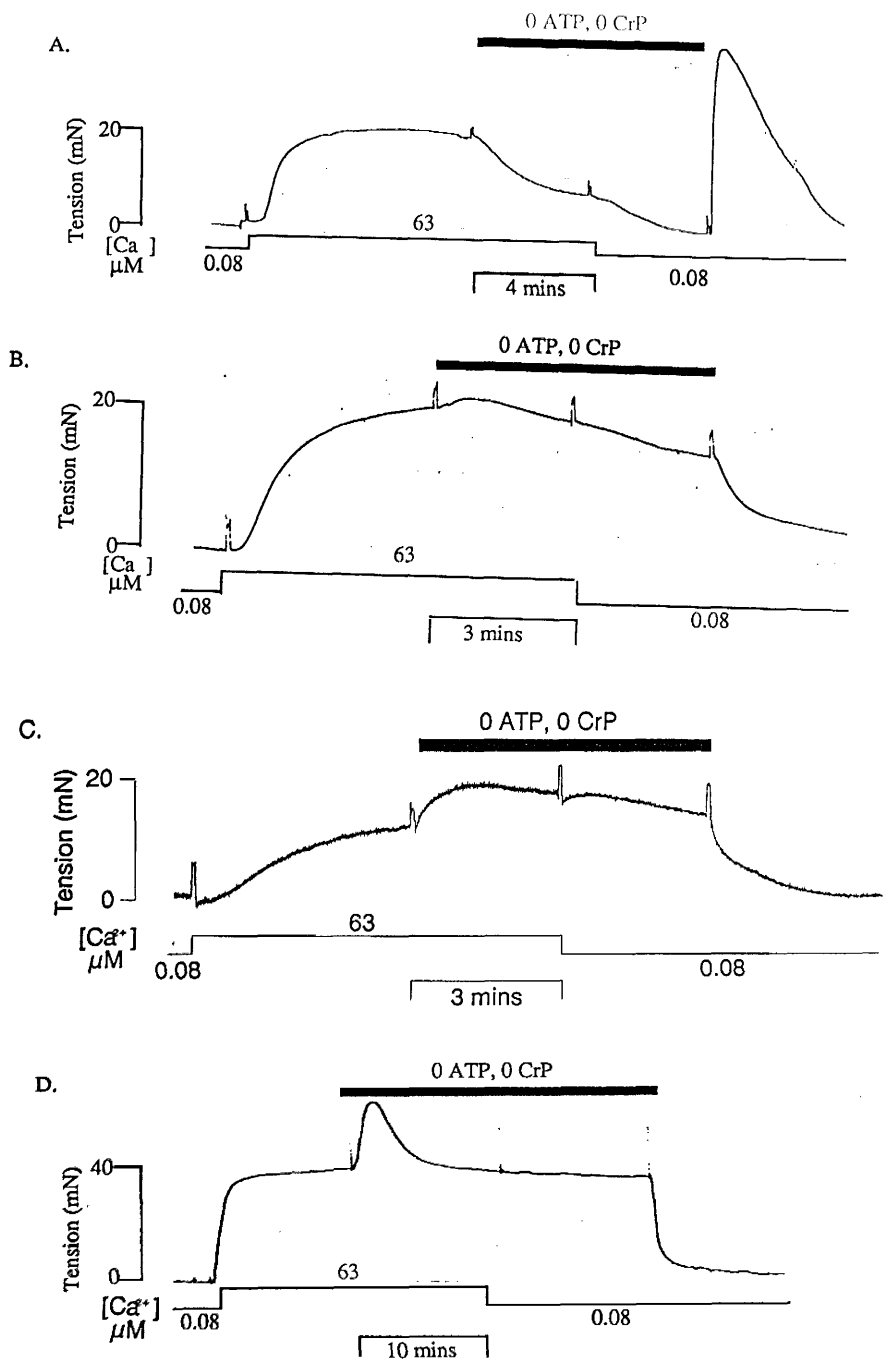 A.
0 ATP, 0 CrP
Tension (mN)
20
0
[Ca ]
μM
0.08
63
0.08
4 mins
B.
0 ATP, 0 CrP
Tension (mN)
20
0
[Ca ]
μM
0.08
63
0.08
3 mins
C.
0 ATP, 0 CrP
Tension (mN)
20
0
[Ca²⁺]
μM
0.08
63
0.08
3 mins
D.
0 ATP, 0 CrP
Tension (mN)
40
0
[Ca²⁺]
μM
0.08
63
0.08
10 mins